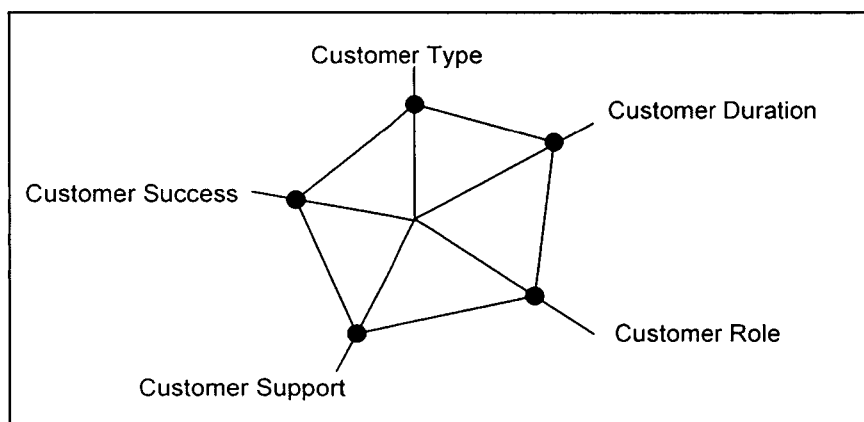 Customer Type
Customer Duration
Customer Success
Customer Role
Customer Support